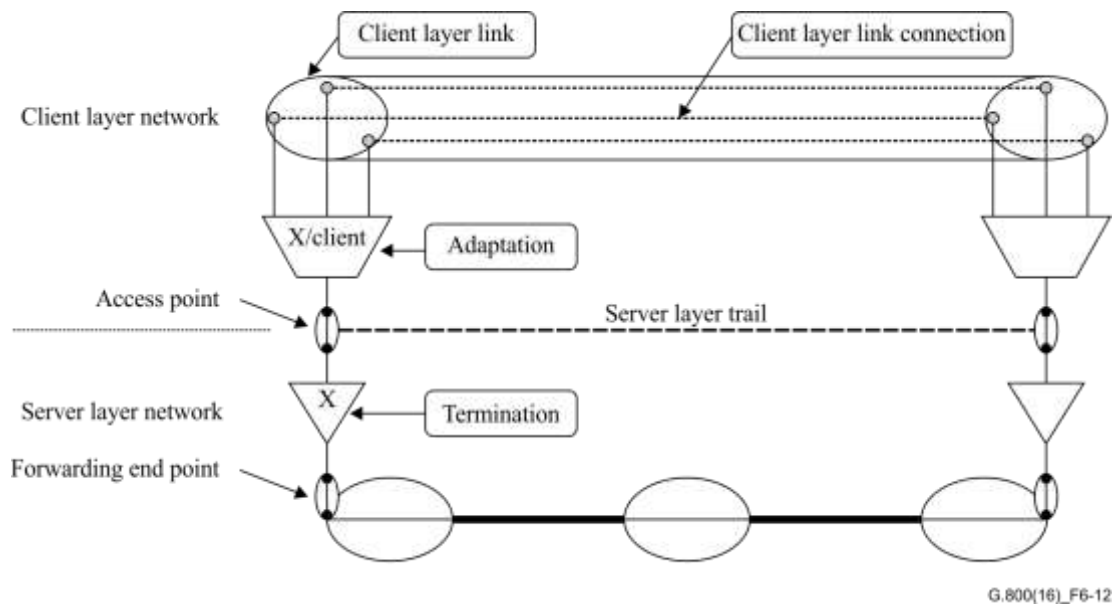 Client layer link
Client layer link connection
Client layer network
X/client
Adaptation
Access point
Server layer trail
X
Server layer network
Termination
Forwarding end point
G.800(16)_F6-12